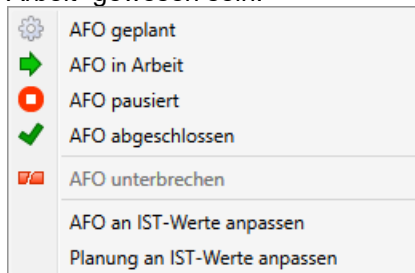 AFO geplant
AFO in Arbeit
AFO pausiert
AFO abgeschlossen
AFO unterbrechen
AFO an IST-Werte anpassen
Planung an IST-Werte anpassen